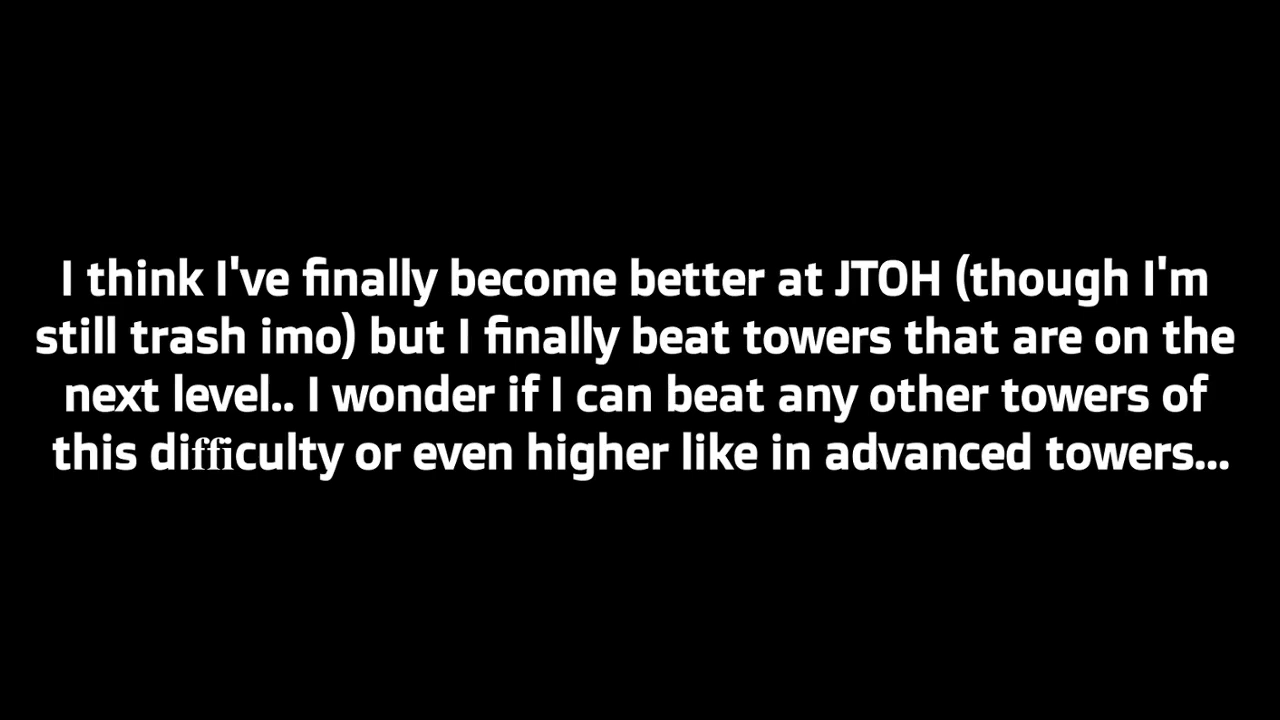 I think I've finally become better at JTOH (though I'm
still trash imo) but I finally beat towers that are on the
next level.. I wonder if I can beat any other towers of
this difficulty or even higher like in advanced towers...